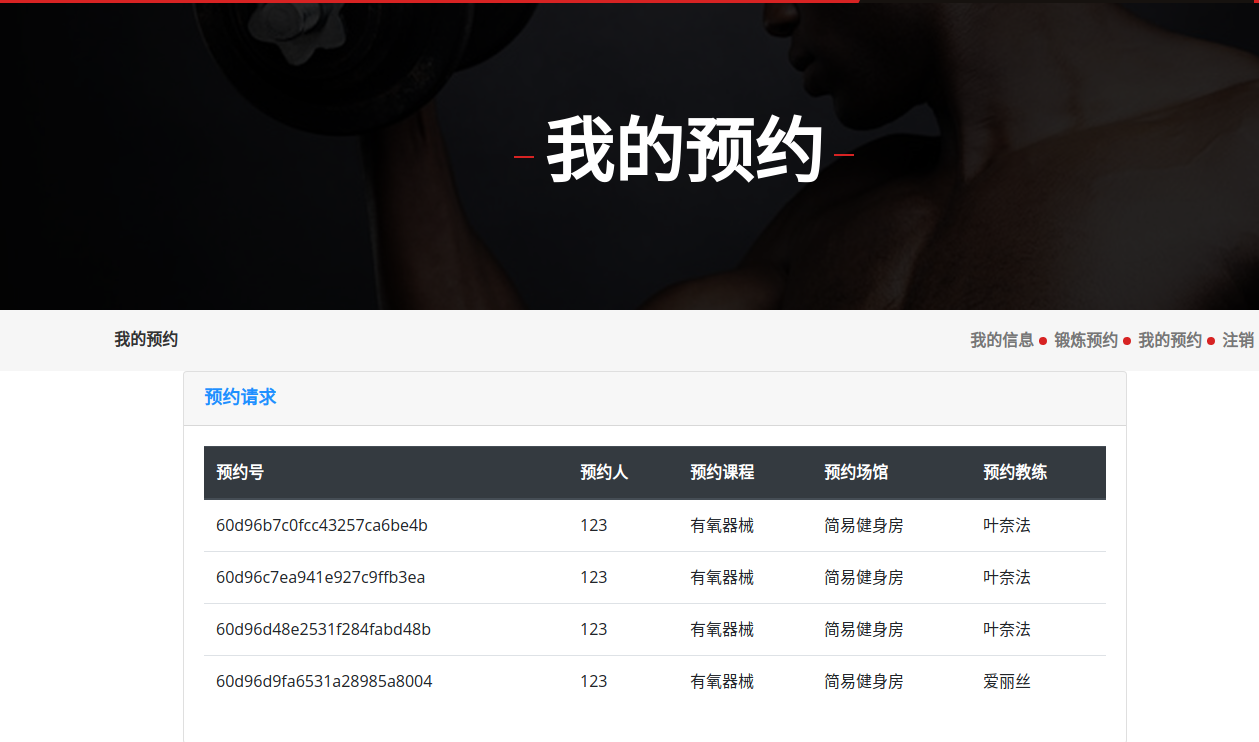 我的预约
我的预约 我的信息 锻炼预约 我的预约 注销
预约请求
预约号 预约人 预约课程 预约场馆 预约教练
60d96b7c0fcc43257ca6be4b 123 有氧器械 简易健身房 叶奈法
60d96c7ea941e927c9ffb3ea 123 有氧器械 简易健身房 叶奈法
60d96d48e2531f284fabd48b 123 有氧器械 简易健身房 叶奈法
60d96d9fa6531a28985a8004 123 有氧器械 简易健身房 爱丽丝